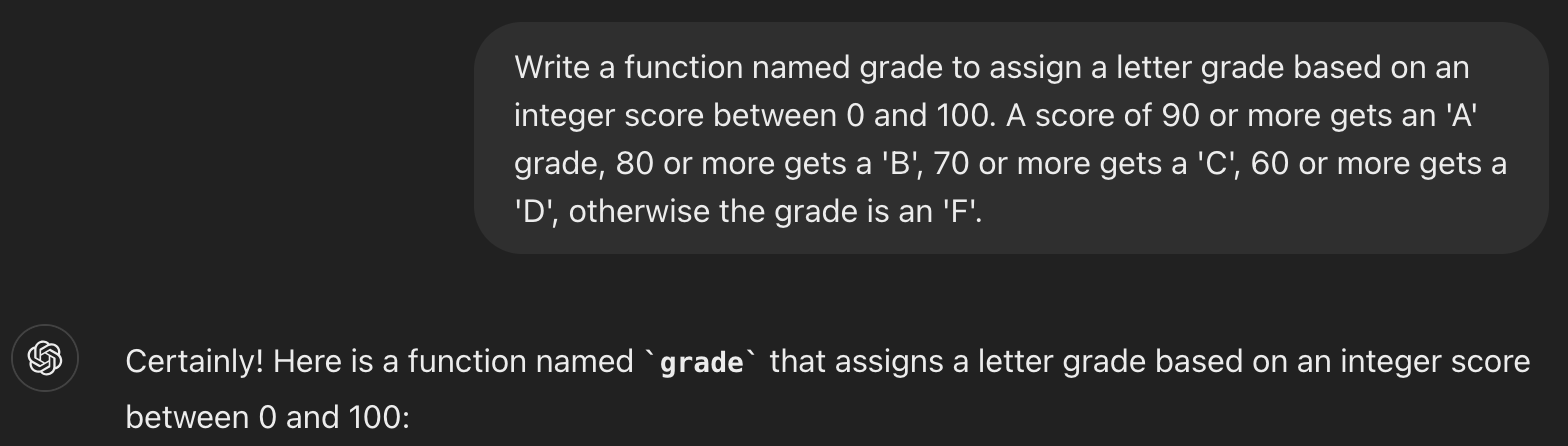 Write a function named grade to assign a letter grade based on an
integer score between 0 and 100. A score of 90 or more gets an 'A'
grade, 80 or more gets a 'B', 70 or more gets a 'C', 60 or more gets a
'D', otherwise the grade is an 'F'.
Certainly! Here is a function named `grade` that assigns a letter grade based on an integer score
between 0 and 100: